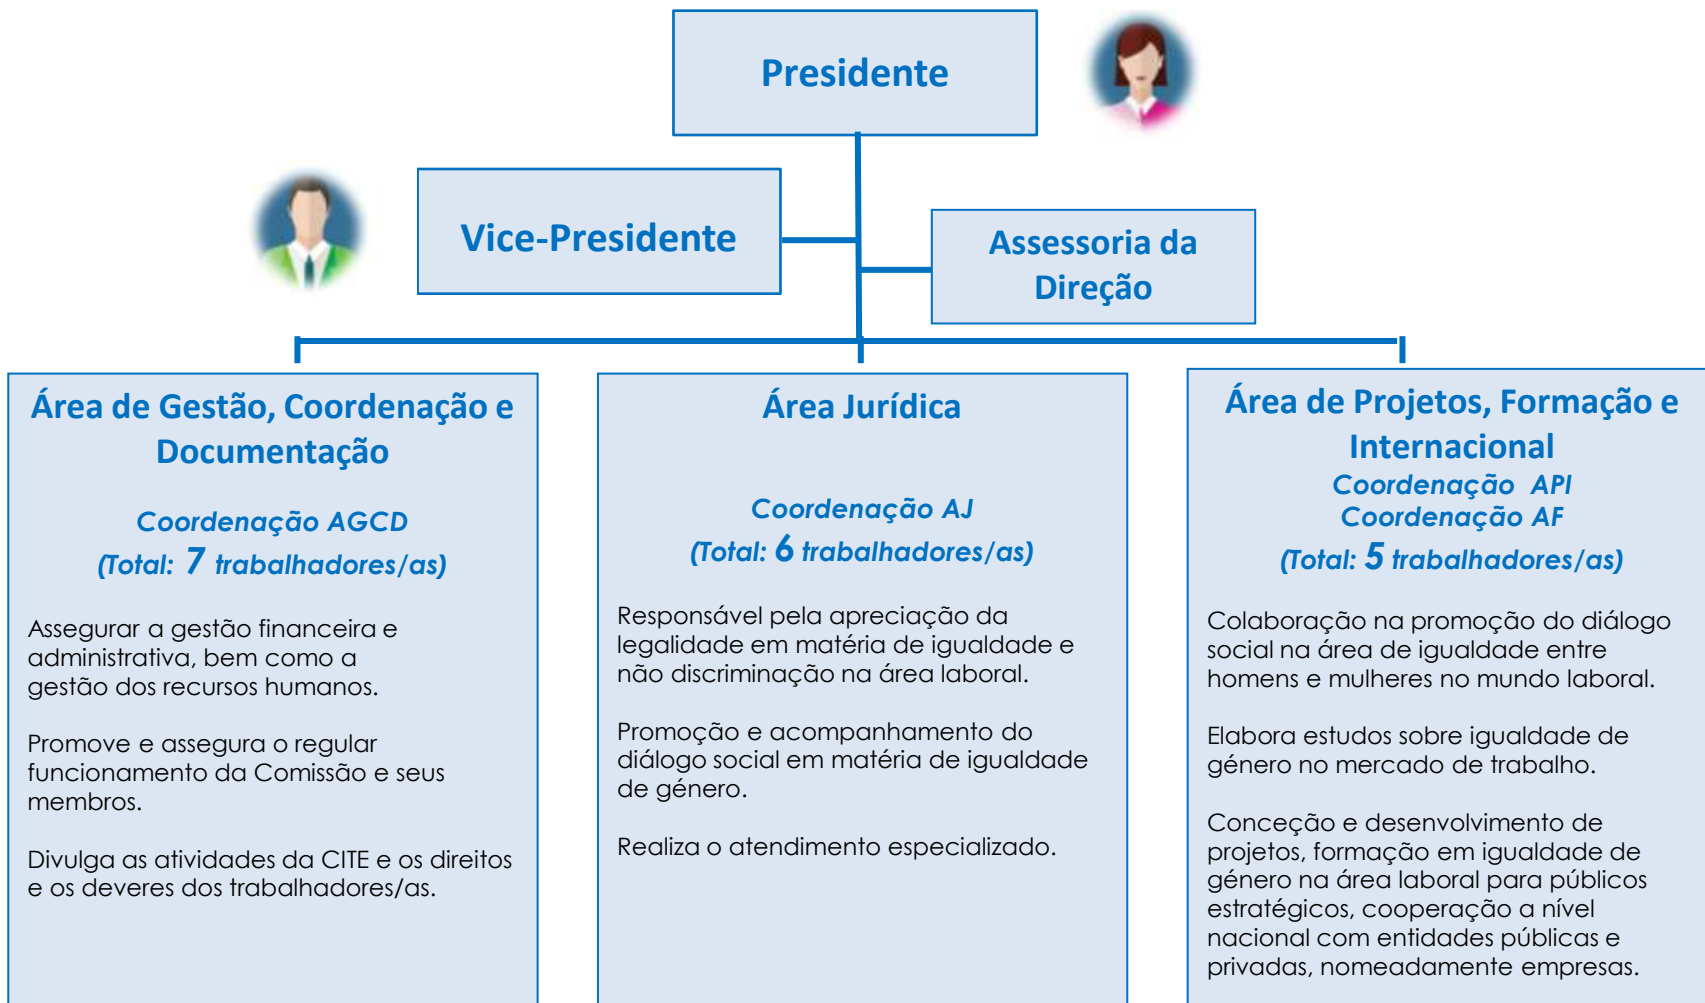 Presidente
Vice-Presidente
Assessoria da
Direção
Área de Gestão, Coordenação e
Documentação
Coordenação AGCD
(Total: 7 trabalhadores/as)
Assegurar a gestão financeira e
administrativa, bem como a
gestão dos recursos humanos.
Promove e assegura o regular
funcionamento da Comissão e seus
membros.
Divulga as atividades da CITE e os direitos
e os deveres dos trabalhadores/as.
Área Jurídica
Coordenação AJ
(Total: 6 trabalhadores/as)
Responsável pela apreciação da
legalidade em matéria de igualdade e
não discriminação na área laboral.
Promoção e acompanhamento do
diálogo social em matéria de igualdade
de género.
Realiza o atendimento especializado.
Área de Projetos, Formação e
Internacional
Coordenação API
Coordenação AF
(Total: 5 trabalhadores/as)
Colaboração na promoção do diálogo
social na área de igualdade entre
homens e mulheres no mundo laboral.
Elabora estudos sobre igualdade de
género no mercado de trabalho.
Conceção e desenvolvimento de
projetos, formação em igualdade de
género na área laboral para públicos
estratégicos, cooperação a nível
nacional com entidades públicas e
privadas, nomeadamente empresas.